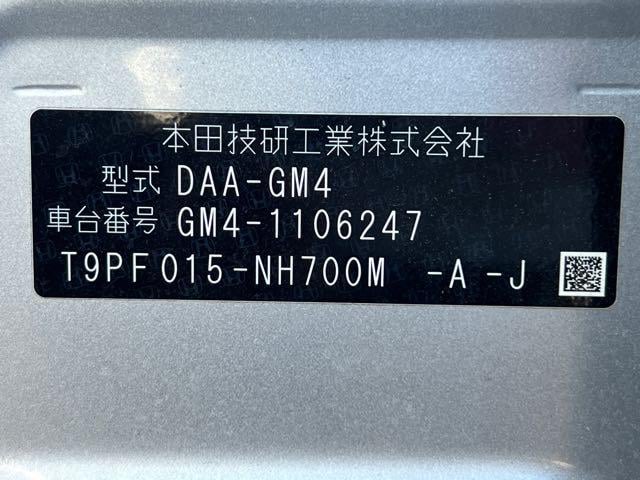 本田技研工業株式会社
型式 DAA-GM4
車台番号 GM4-1106247
T9PF015-NH700M -A -J